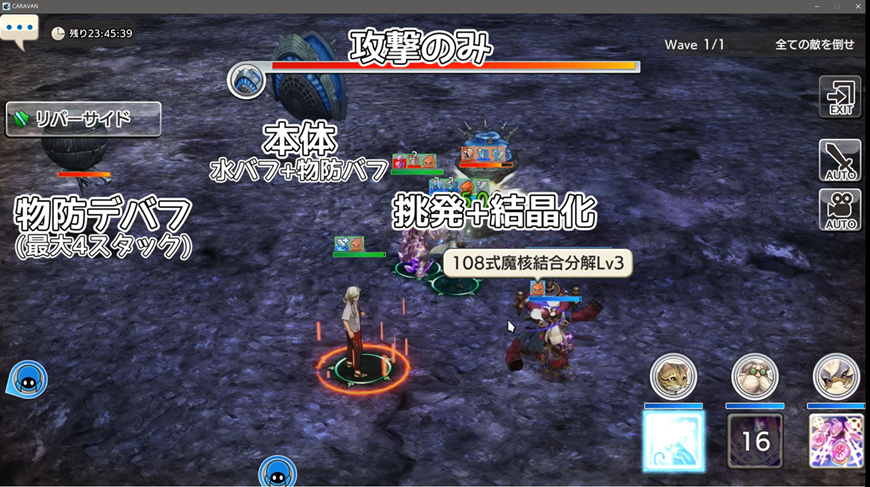 CARAVAN
残り23:45:39
攻撃のみ
Wave 1/1
全ての敵を倒せ
EXIT
リバーサイド
本体
水バフ+物防バフ
AUTO
物防デバフ
(最大4スタック)
挑発+結晶化
AUTO
108式魔核結合分解Lv3
16